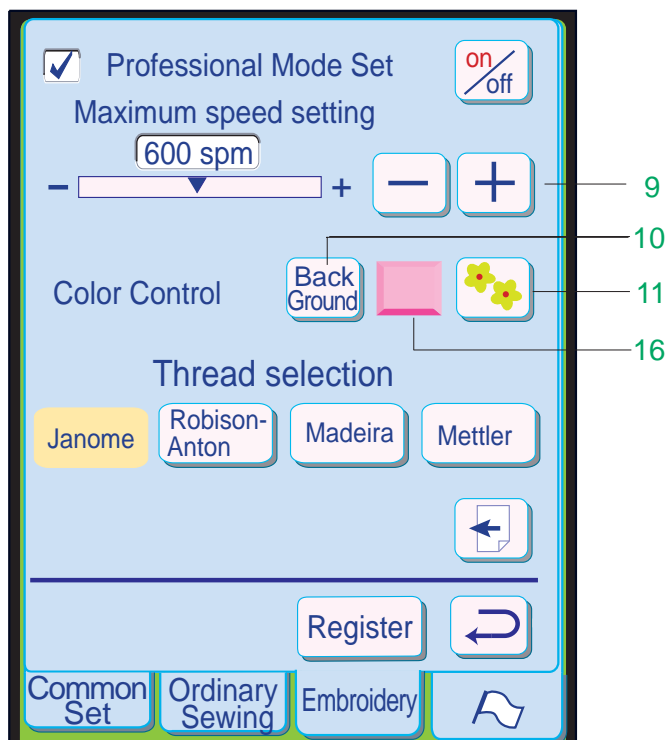 Professional Mode Set
on/off
Maximum speed setting
600 spm
− +
− +
9
10
Color Control
Back
Ground
11
16
Thread selection
Janome
Robison-
Anton
Madeira
Mettler
Register
Common
Set
Ordinary
Sewing
Embroidery